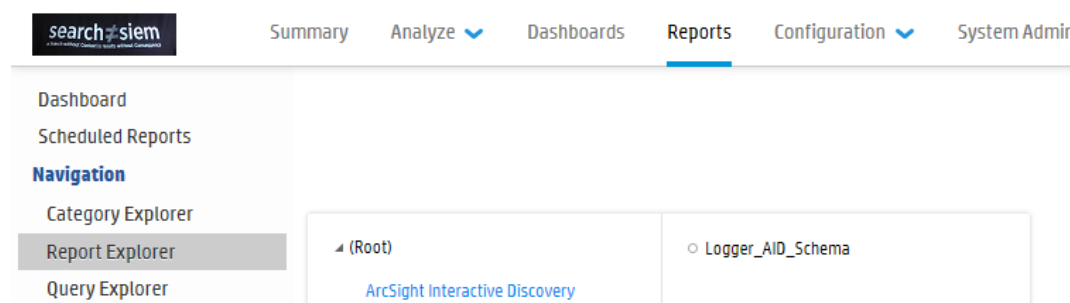 search≠siem
Summary
Analyze
Dashboards
Reports
Configuration
System Admin
Dashboard
Scheduled Reports
Navigation
Category Explorer
Report Explorer
Query Explorer
(Root)
ArcSight Interactive Discovery
Logger_AID_Schema